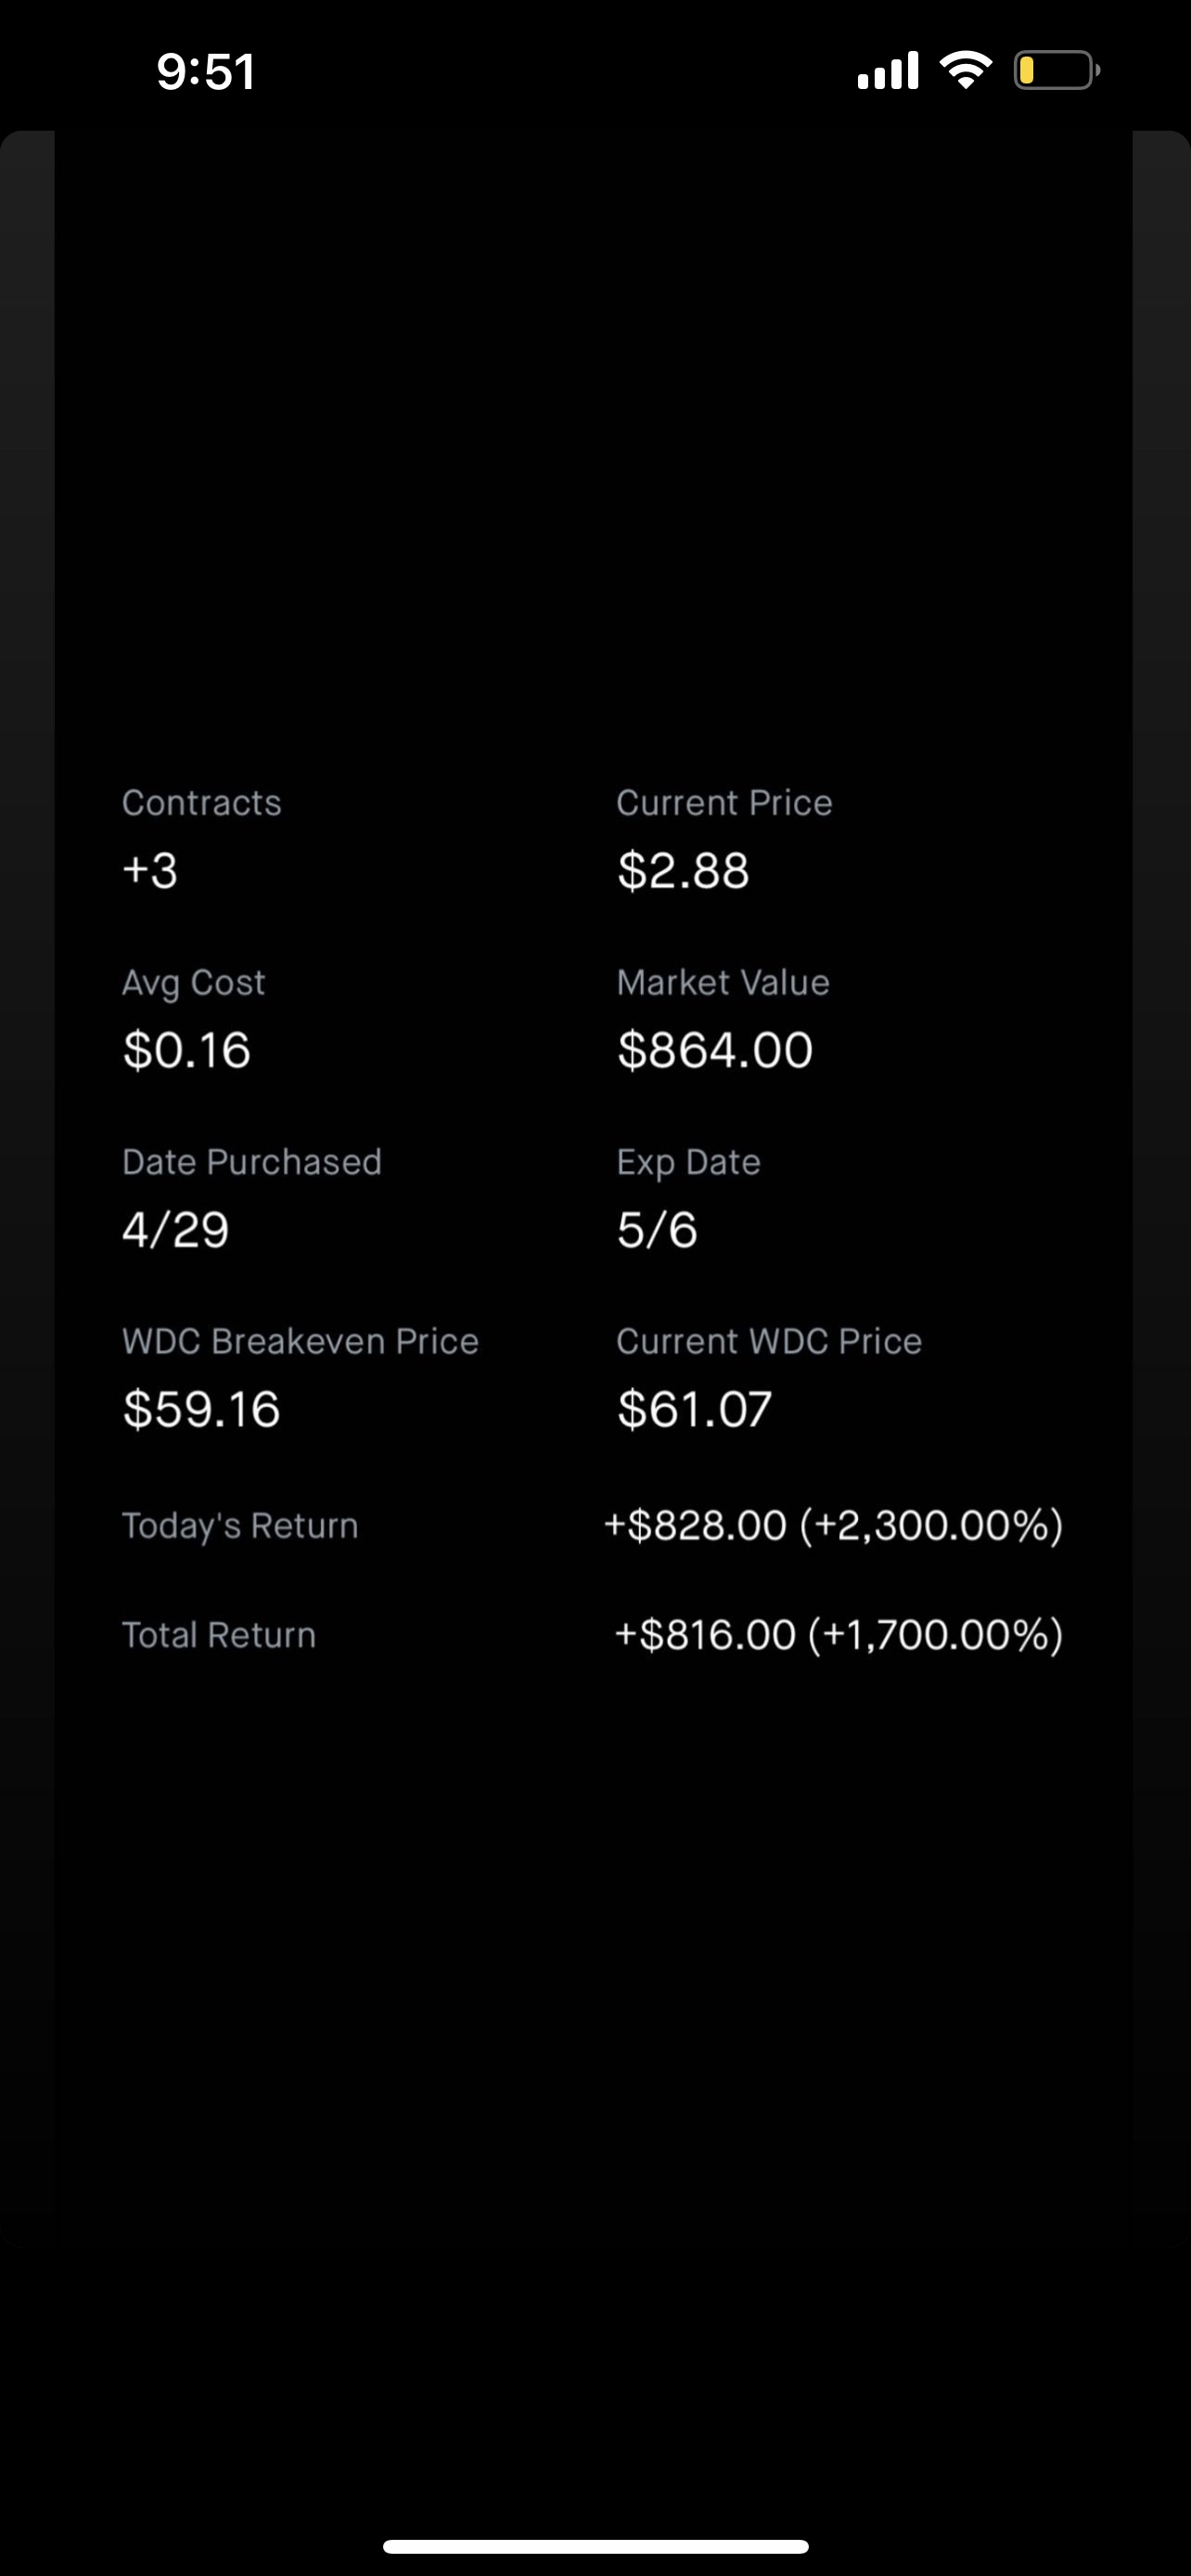 9:51
Contracts
+3
Current Price
$2.88
Avg Cost
$0.16
Market Value
$864.00
Date Purchased
4/29
Exp Date
5/6
WDC Breakeven Price
$59.16
Current WDC Price
$61.07
Today's Return +$828.00 (+2,300.00%)
Total Return +$816.00 (+1,700.00%)